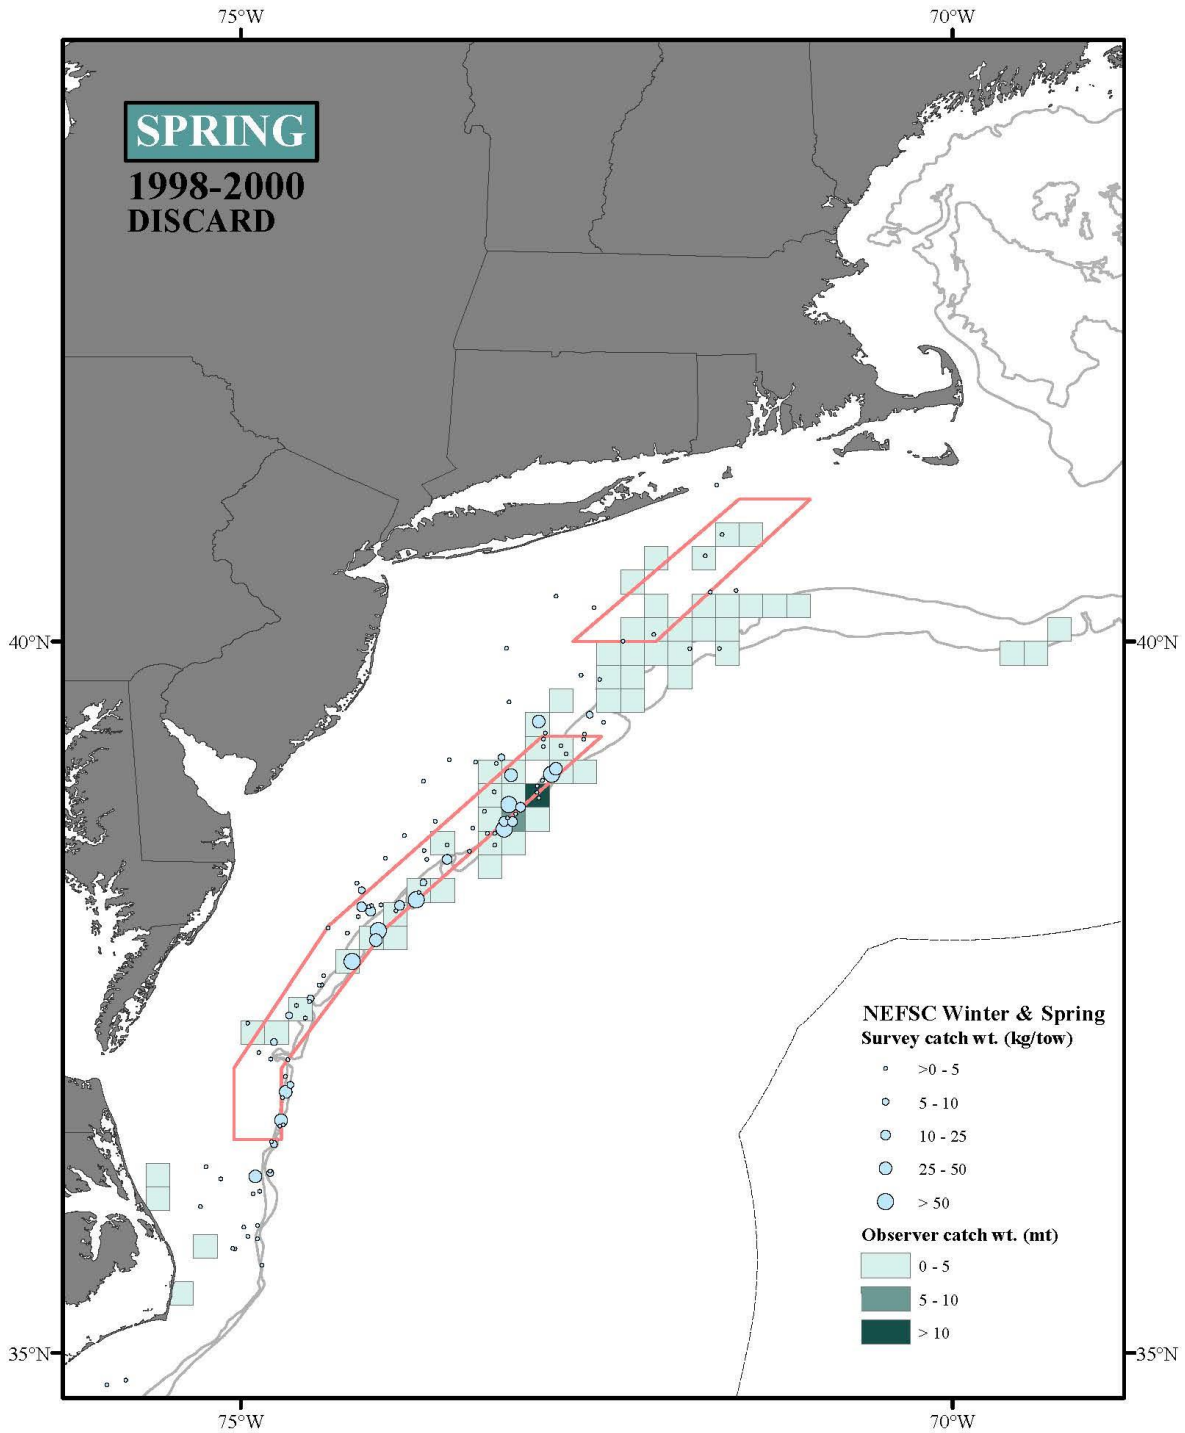 75°W 70°W
SPRING
1998-2000
DISCARD
40°N 40°N
NEFSC Winter & Spring
Survey catch wt. (kg/tow)
>0 - 5
5 - 10
10 - 25
25 - 50
> 50
Observer catch wt. (mt)
0 - 5
5 - 10
> 10
35°N 35°N
75°W 70°W